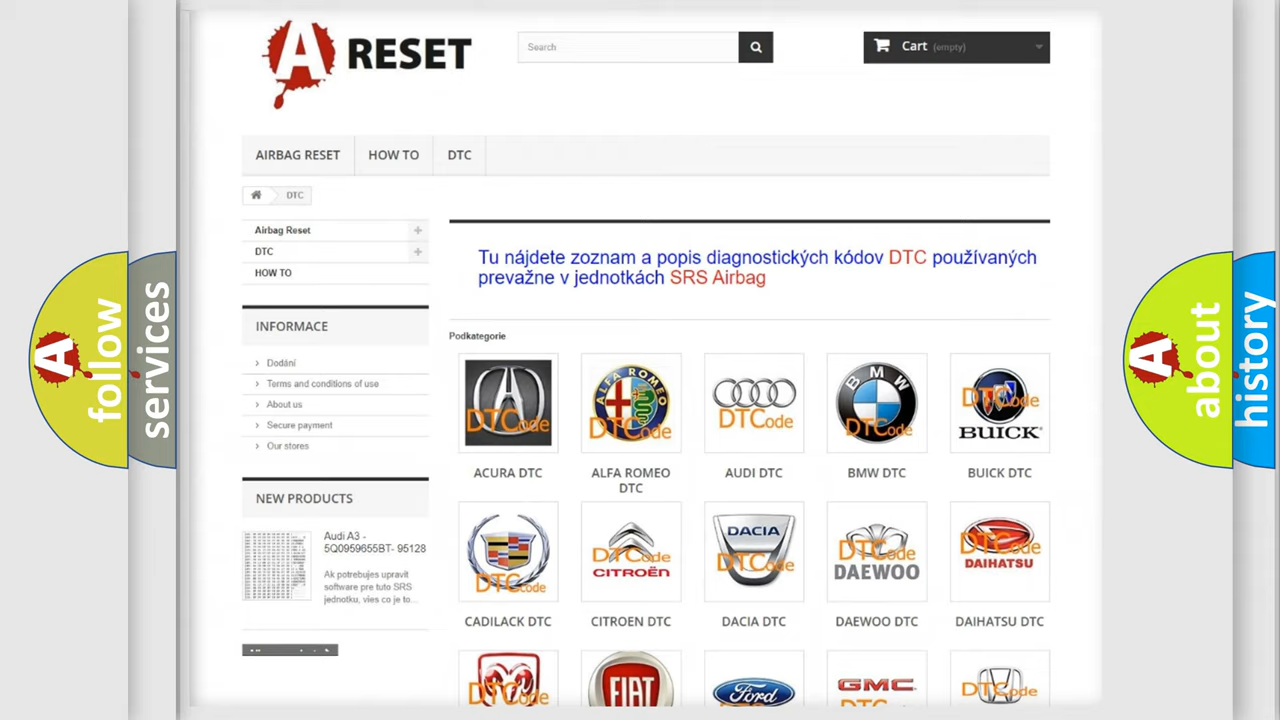 A RESET
Search
Cart (empty)
AIRBAG RESET
HOW TO
DTC
DTC
Airbag Reset
DTC
HOW TO
Tu nájdete zoznam a popis diagnostických kódov DTC používaných
prevažne v jednotkách SRS Airbag
INFORMACE
Dodání
Terms and conditions of use
About us
Secure payment
Our stores
NEW PRODUCTS
Audi A3 -
5Q0959655BT- 95128
Ak potrebujes upravit
software pre tuto SRS
jednotku, vies co je to...
Podkategorie
DTCode
ALFA ROMEO
DTCode
DTCode
BMW
DTCode
DTCode
BUICK
ACURA DTC
ALFA ROMEO
DTC
AUDI DTC
BMW DTC
BUICK DTC
DTCode
DTCode
CITROËN
DACIA
DTCode
DTCode
DAEWOO
DTCode
DAIHATSU
CADILACK DTC
CITROEN DTC
DACIA DTC
DAEWOO DTC
DAIHATSU DTC
DTCode
FIAT
Ford
GMC
DTCode
A follow
services
A about
history